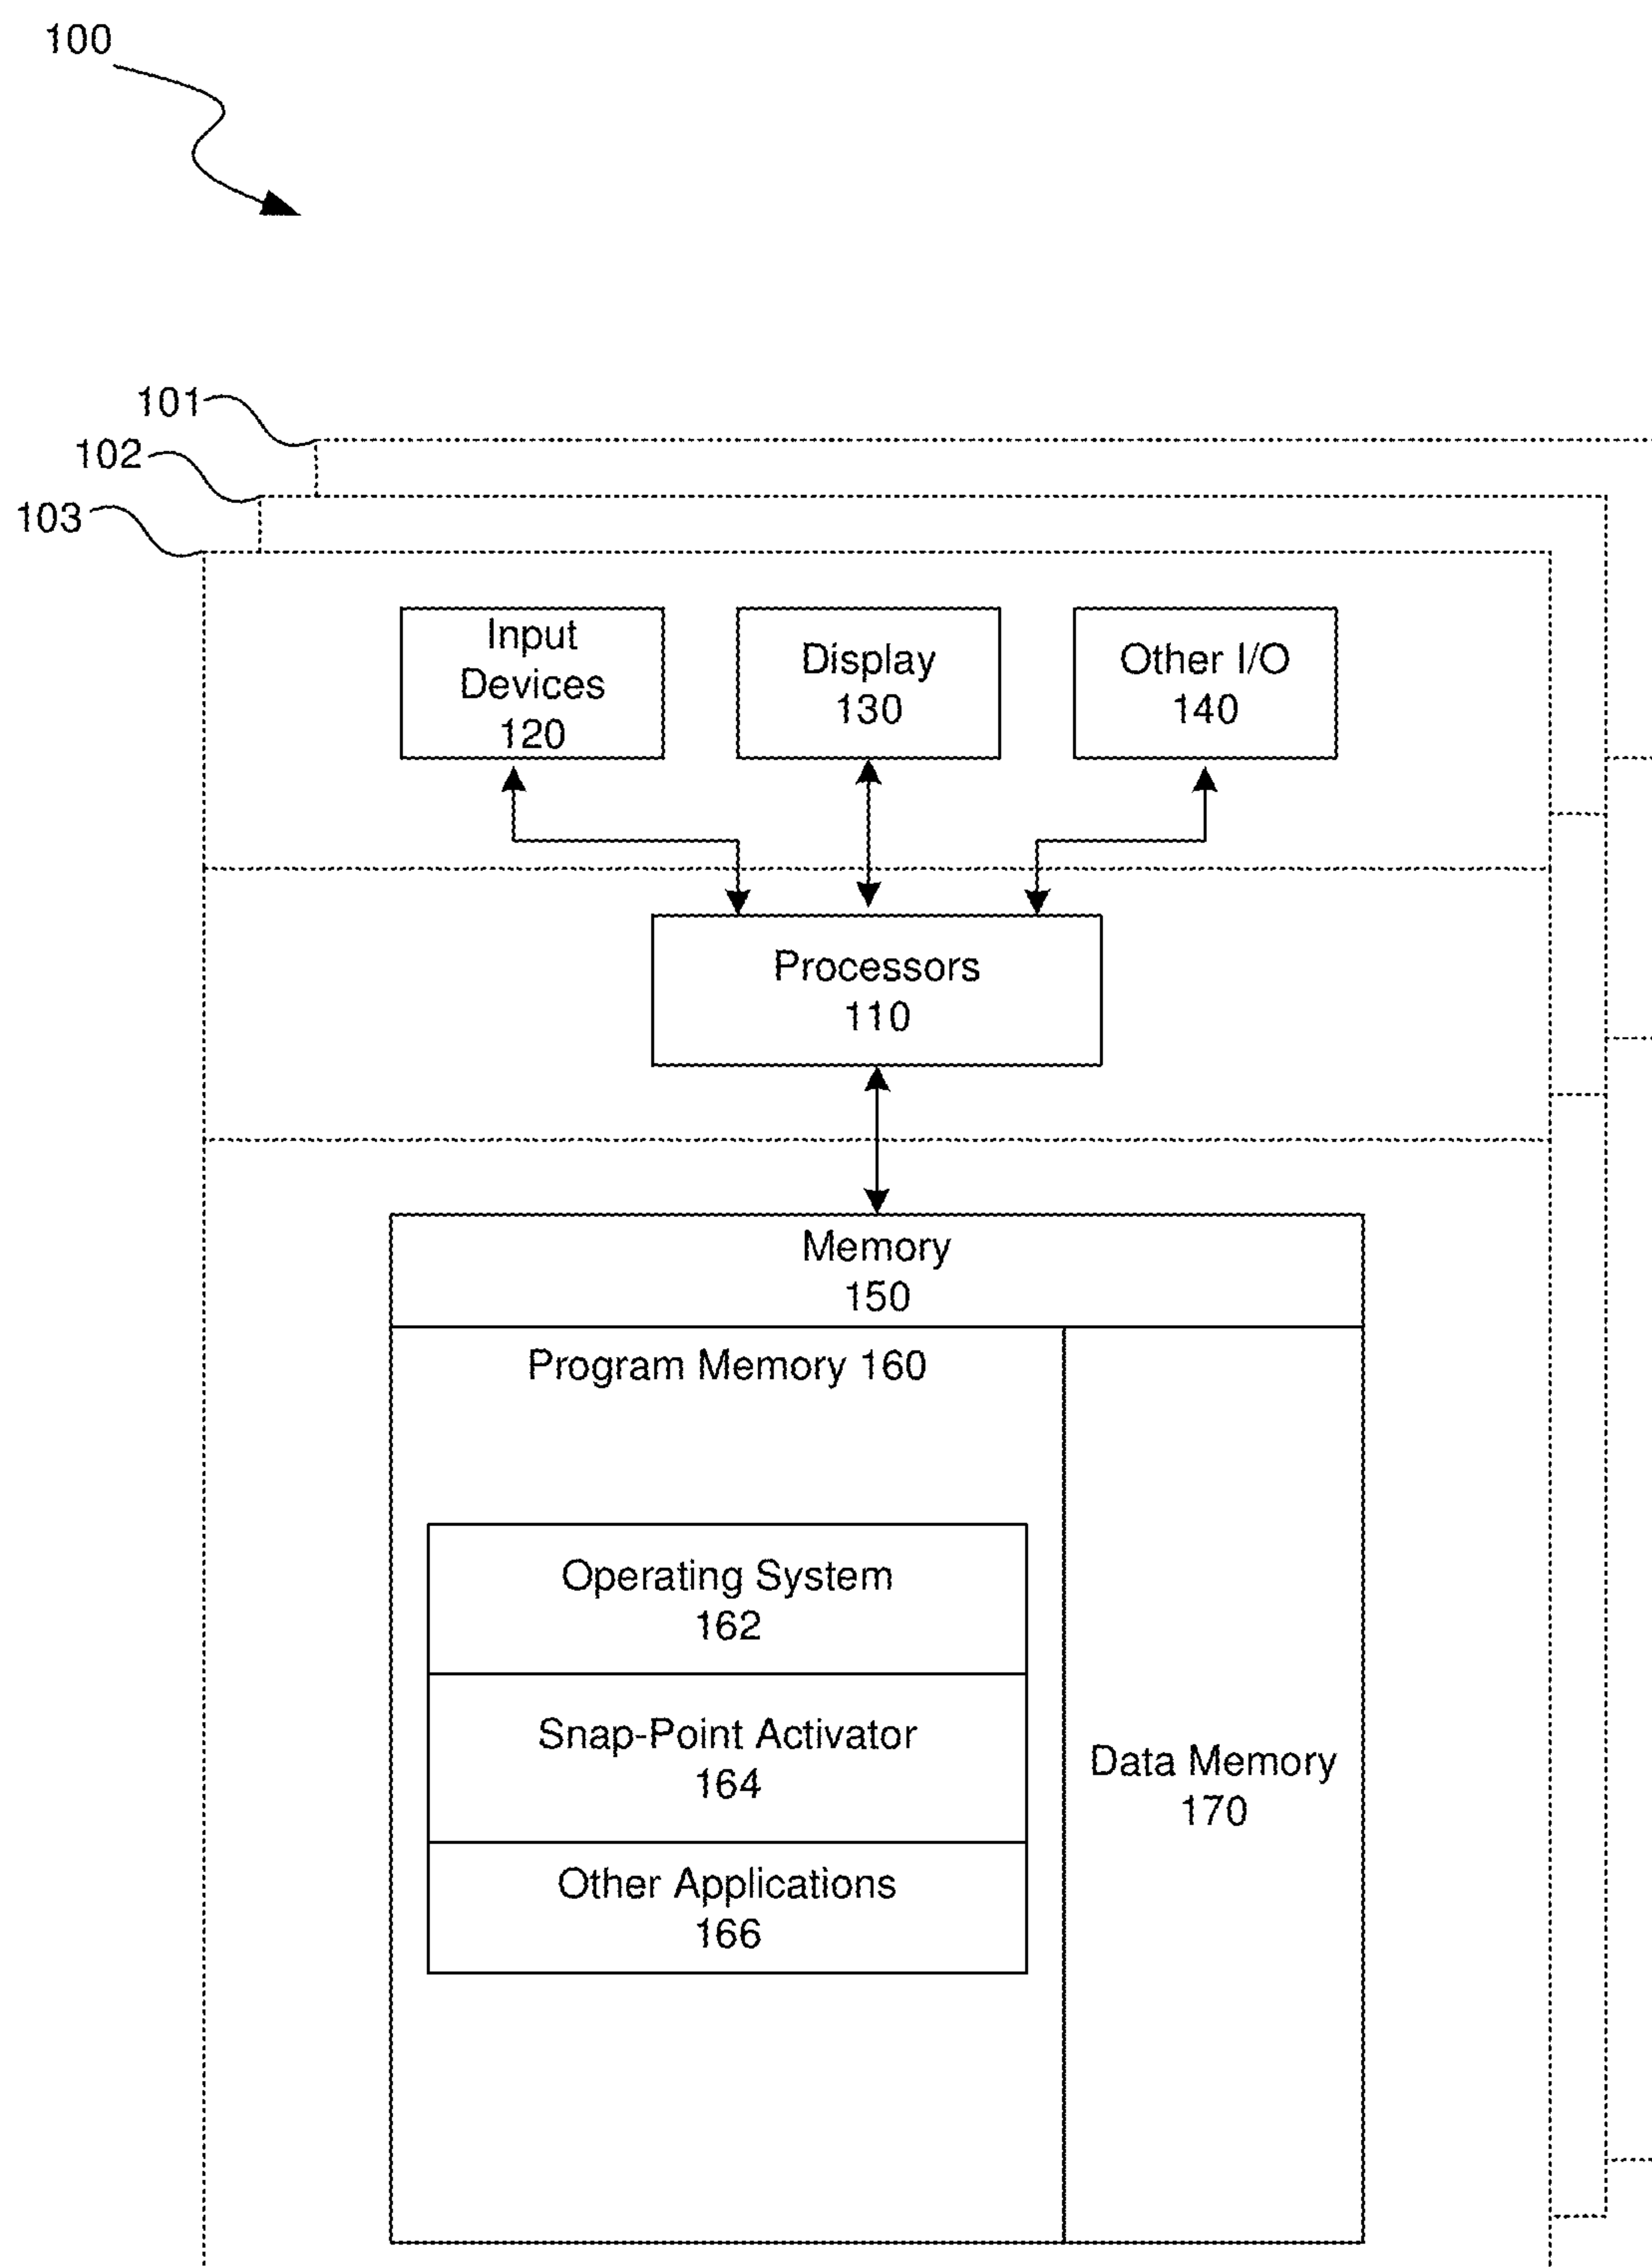 100
101
102
103
Input
Devices
120
Display
130
Other I/O
140
Processors
110
Memory
150
Program Memory 160
Operating System
162
Snap-Point Activator
164
Other Applications
166
Data Memory
170